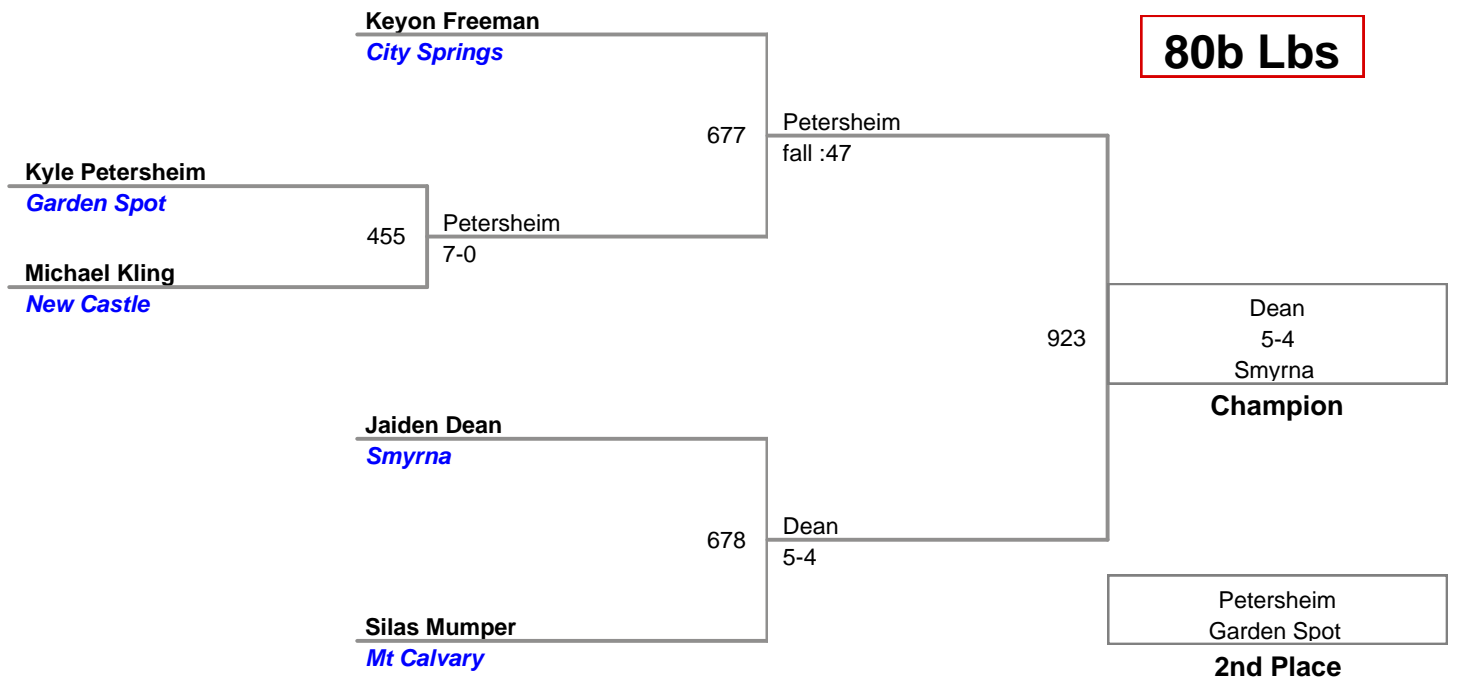 Keyon Freeman
City Springs
80b Lbs
677
Petersheim
fall :47
Kyle Petersheim
Garden Spot
455
Petersheim
7-0
Michael Kling
New Castle
923
Dean
5-4
Smyrna
Champion
Jaiden Dean
Smyrna
678
Dean
5-4
Silas Mumper
Mt Calvary
Petersheim
Garden Spot
2nd Place